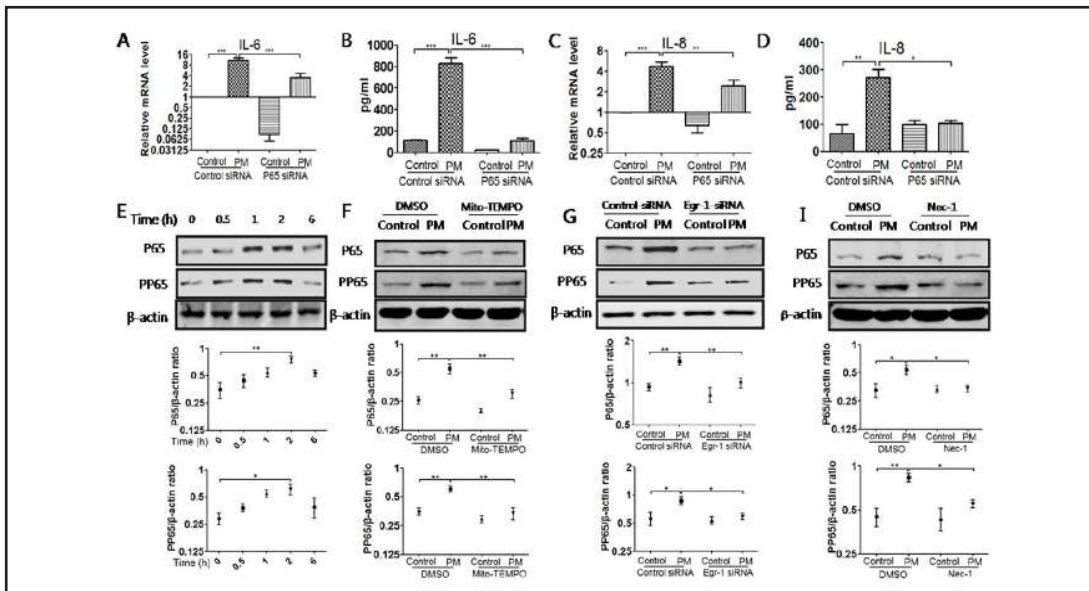 A
IL-6
Relative mRNA level
16
8
4
2
1
0.5
0.25
0.125
0.0625
0.03125
*** ***
Control PM Control PM
Control siRNA P65 siRNA
B
IL-6
pg/ml
1000
800
600
400
200
0
*** ***
Control PM Control PM
Control siRNA P65 siRNA
C
IL-8
Relative mRNA level
8
4
2
1
0.5
0.25
*** **
Control PM Control PM
Control siRNA P65 siRNA
D
IL-8
pg/ml
400
300
200
100
0
** *
Control PM Control PM
Control siRNA P65 siRNA
E
Time (h) 0 0.5 1 2 6
P65
PP65
β-actin
P65/β-actin ratio
1
0.5
0.25
0.125
**
Time (h) 0 0.5 1 2 6
PP65/β-actin ratio
1
0.5
0.25
0.125
*
Time (h) 0 0.5 1 2 6
F
DMSO Mito-TEMPO
Control PM Control PM
P65/β-actin ratio
1
0.5
0.25
0.125
** **
Control PM Control PM
DMSO Mito-TEMPO
PP65/β-actin ratio
1
0.5
0.25
0.125
** **
Control PM Control PM
DMSO Mito-TEMPO
G
Control siRNA Egr-1 siRNA
Control PM Control PM
P65
PP65
β-actin
P65/β-actin ratio
2
1
0.5
** **
Control PM Control PM
Control siRNA Egr-1 siRNA
PP65/β-actin ratio
2
1
0.5
0.25
* *
Control PM Control PM
Control siRNA Egr-1 siRNA
I
DMSO Nec-1
Control PM Control PM
P65
PP65
β-actin
P65/β-actin ratio
1
0.5
0.25
0.125
* *
Control PM Control PM
DMSO Nec-1
PP65/β-actin ratio
1
0.5
0.25
** *
Control PM Control PM
DMSO Nec-1